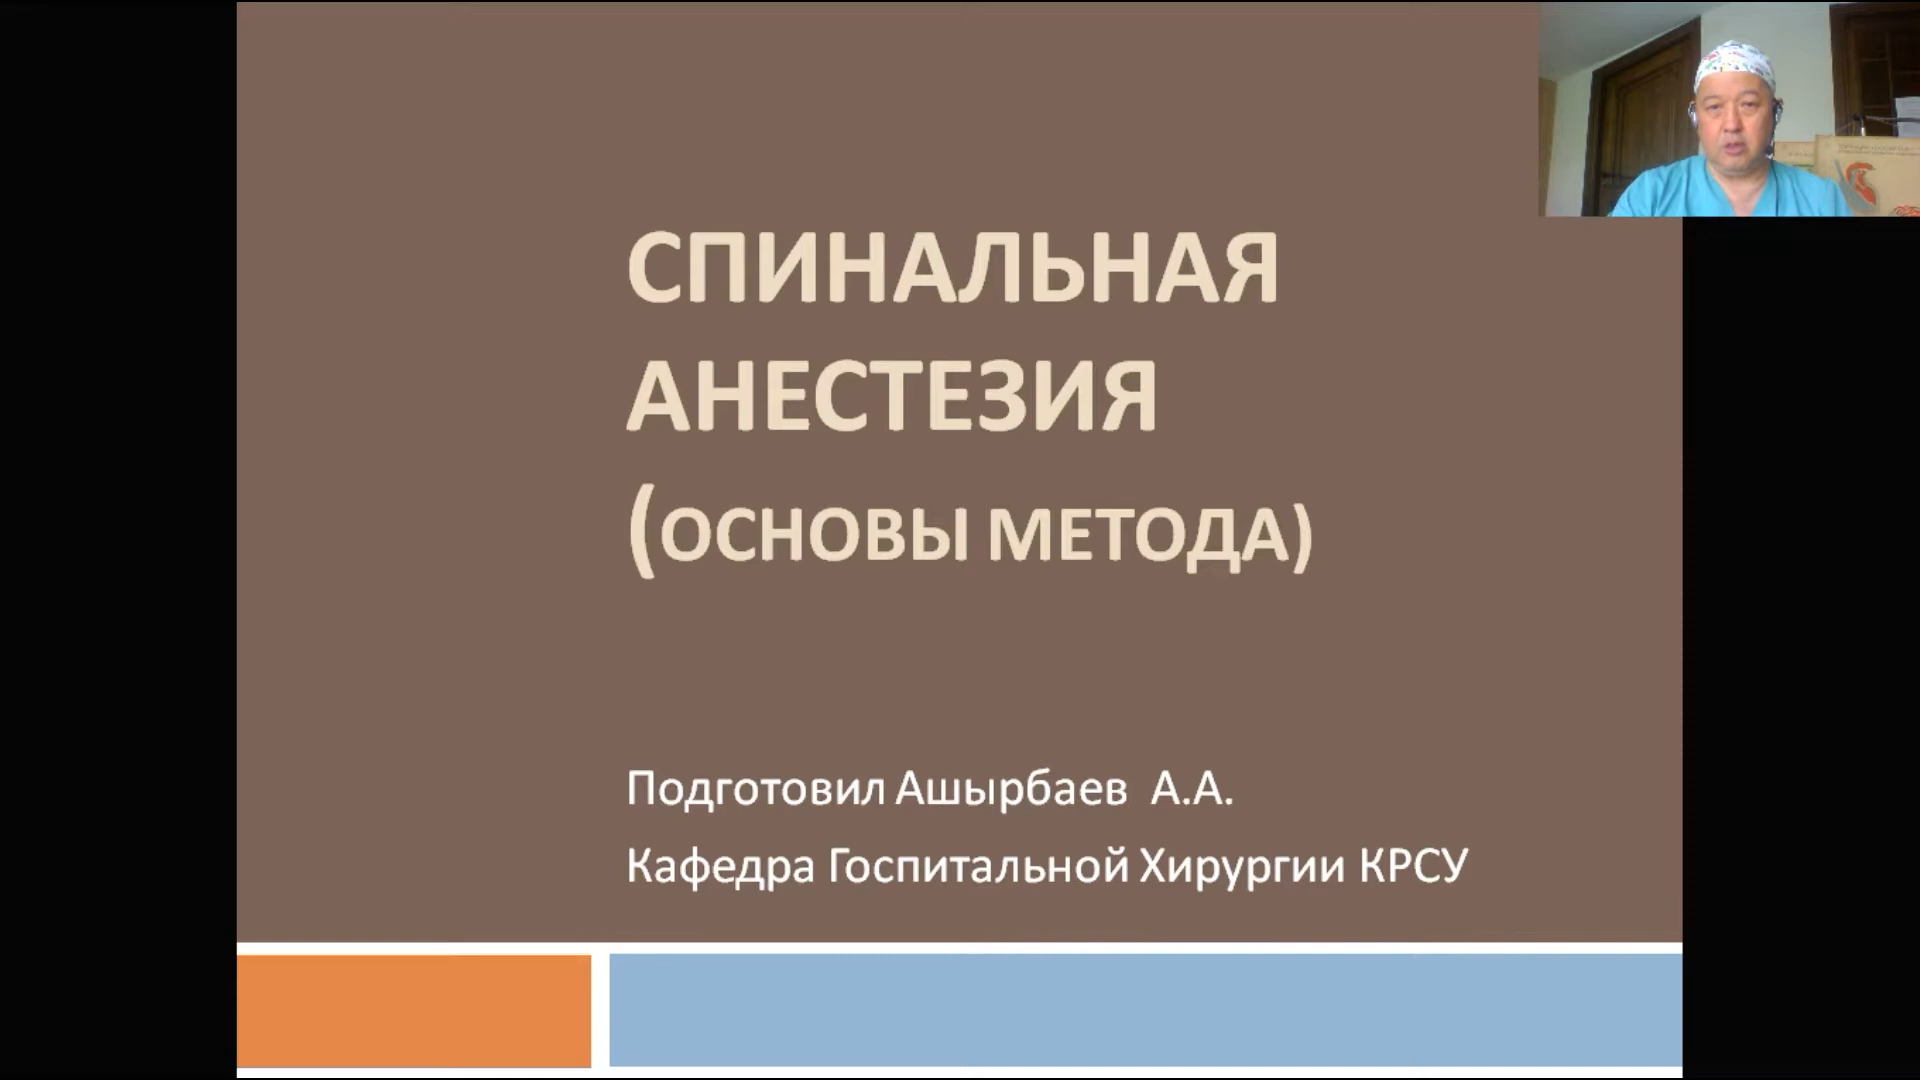 СПИНАЛЬНАЯ
АНЕСТЕЗИЯ
(ОСНОВЫ МЕТОДА)
Подготовил Ашырбаев А.А.
Кафедра Госпитальной Хирургии КРСУ